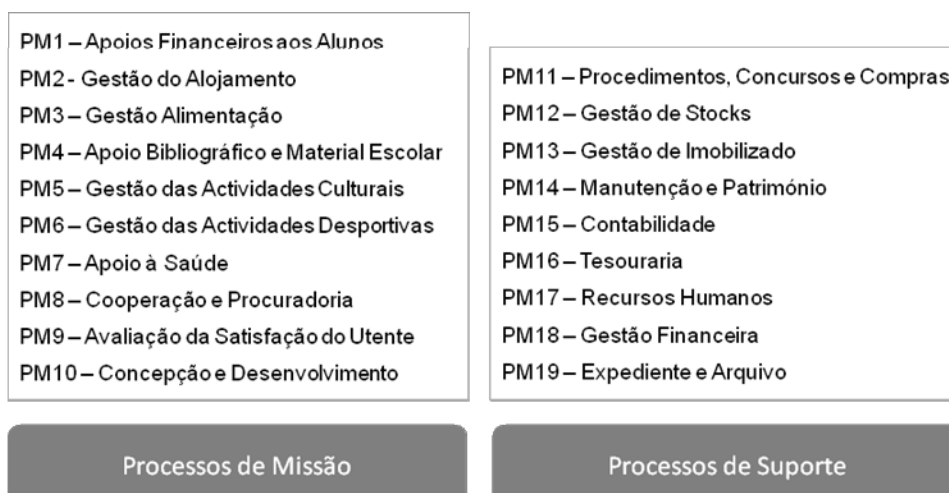 PM1 – Apoios Financeiros aos Alunos
PM2- Gestão do Alojamento
PM3 – Gestão Alimentação
PM4 – Apoio Bibliográfico e Material Escolar
PM5 – Gestão das Actividades Culturais
PM6 – Gestão das Actividades Desportivas
PM7 – Apoio à Saúde
PM8 – Cooperação e Procuradoria
PM9 – Avaliação da Satisfação do Utente
PM10 – Concepção e Desenvolvimento
Processos de Missão
PM11 – Procedimentos, Concursos e Compras
PM12 – Gestão de Stocks
PM13 – Gestão de Imobilizado
PM14 – Manutenção e Património
PM15 – Contabilidade
PM16 – Tesouraria
PM17 – Recursos Humanos
PM18 – Gestão Financeira
PM19 – Expediente e Arquivo
Processos de Suporte